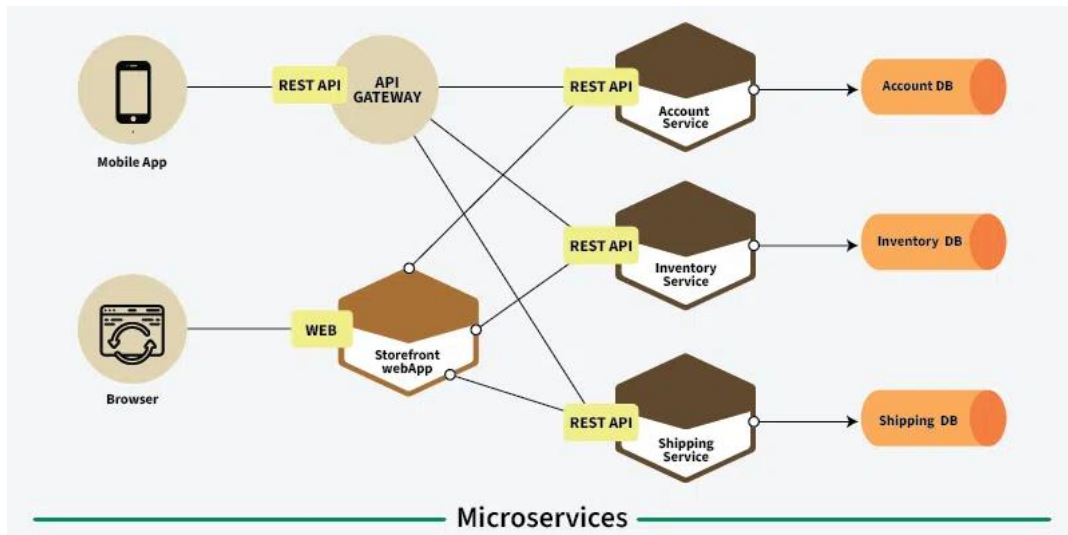 REST API
API
GATEWAY
Mobile App
REST API
Account
Service
Account DB
REST API
Inventory
Service
Inventory DB
WEB
Storefront
webApp
Browser
REST API
Shipping
Service
Shipping DB
Microservices